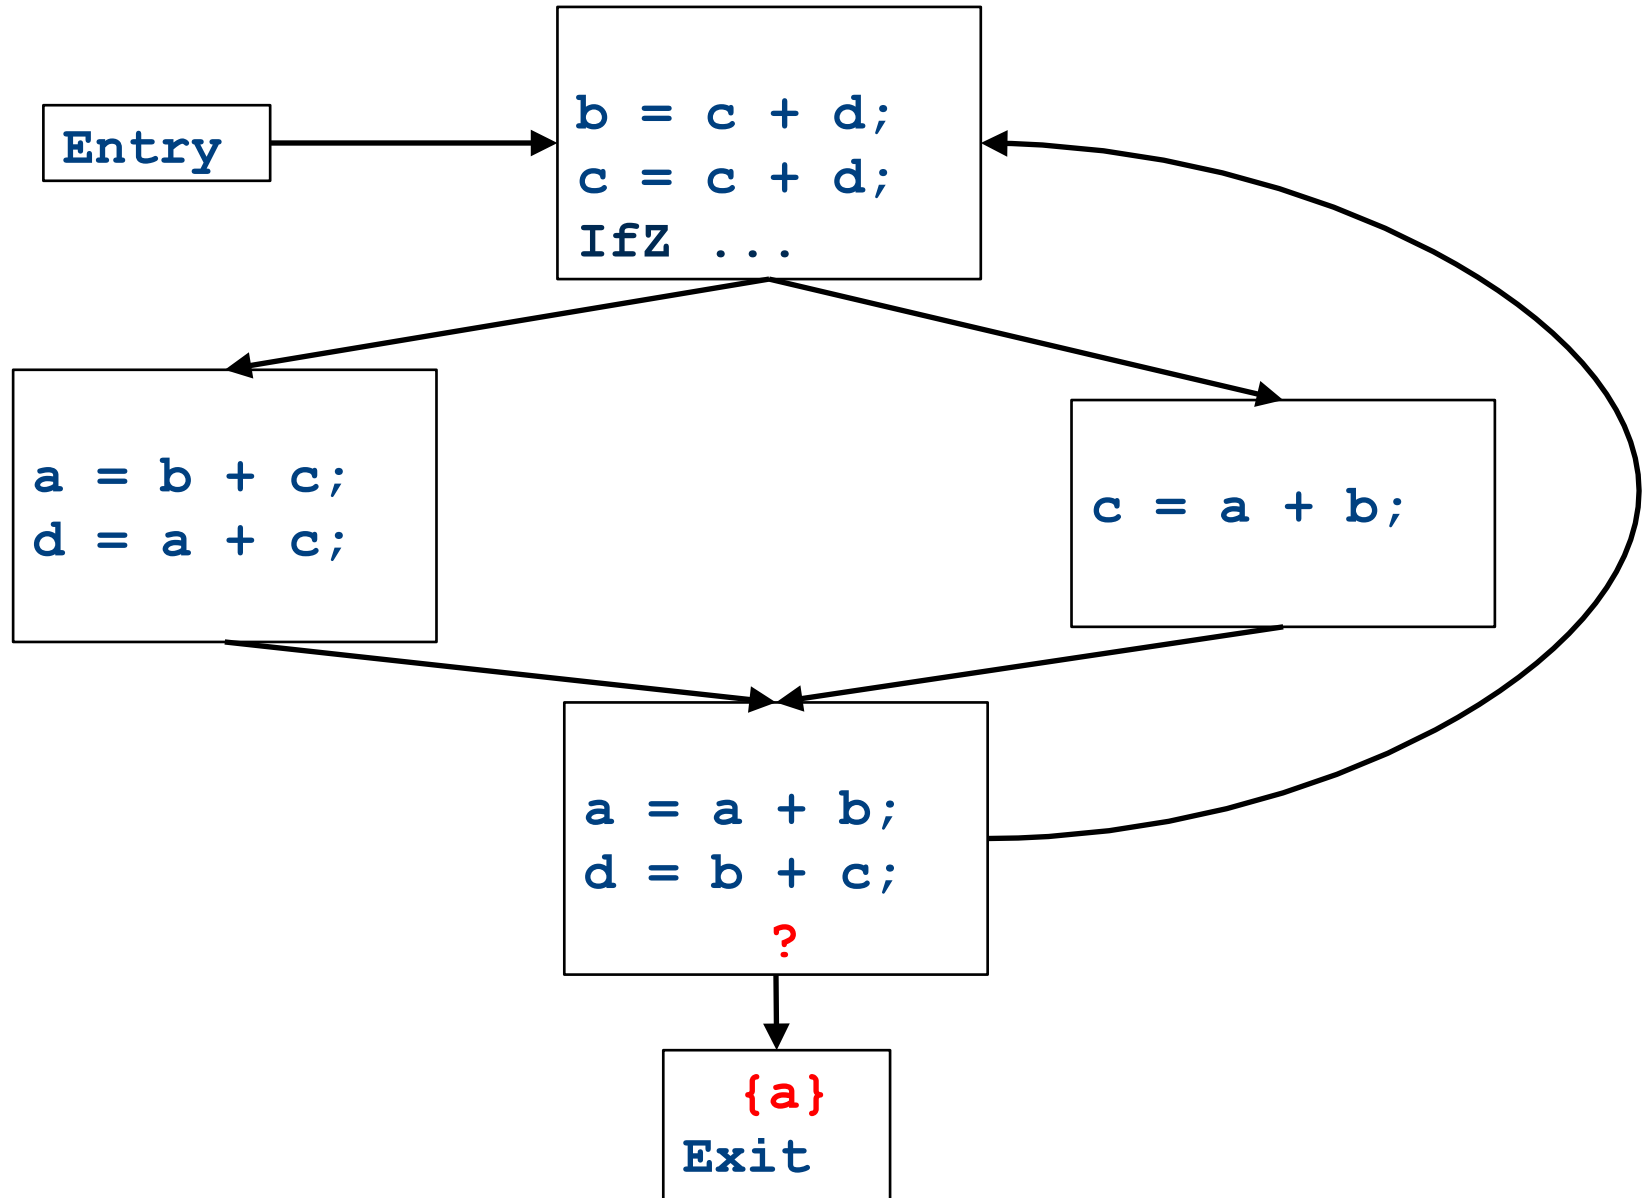 Entry
b = c + d;
c = c + d;
IfZ ...
a = b + c;
d = a + c;
c = a + b;
a = a + b;
d = b + c;
?
{a}
Exit